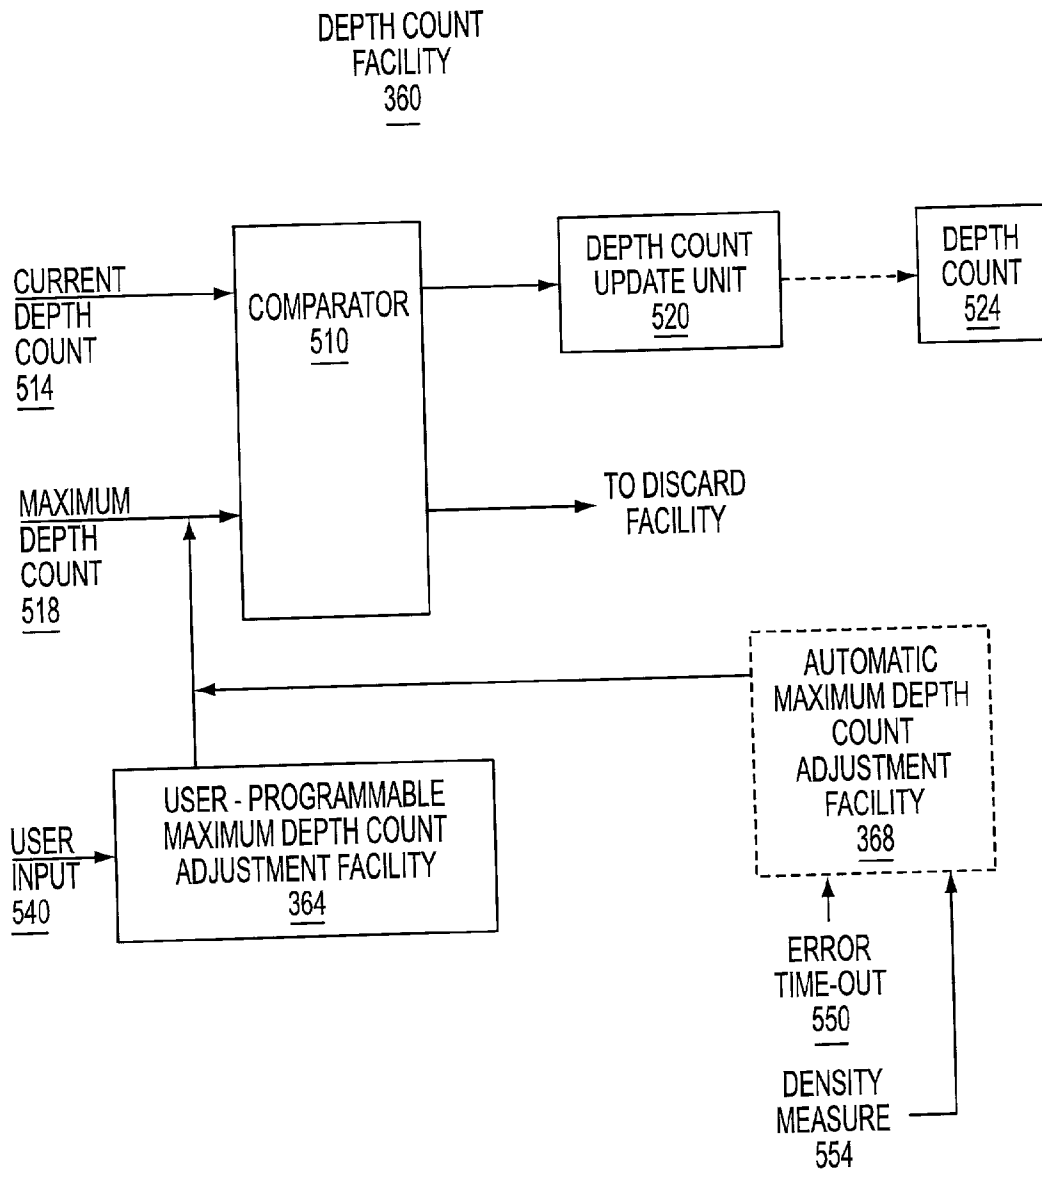 DEPTH COUNT
FACILITY
360
CURRENT
DEPTH
COUNT
514
COMPARATOR
510
DEPTH COUNT
UPDATE UNIT
520
DEPTH
COUNT
524
MAXIMUM
DEPTH
COUNT
518
TO DISCARD
FACILITY
AUTOMATIC
MAXIMUM DEPTH
COUNT
ADJUSTMENT
FACILITY
368
USER
INPUT
540
USER - PROGRAMMABLE
MAXIMUM DEPTH COUNT
ADJUSTMENT FACILITY
364
ERROR
TIME-OUT
550
DENSITY
MEASURE
554